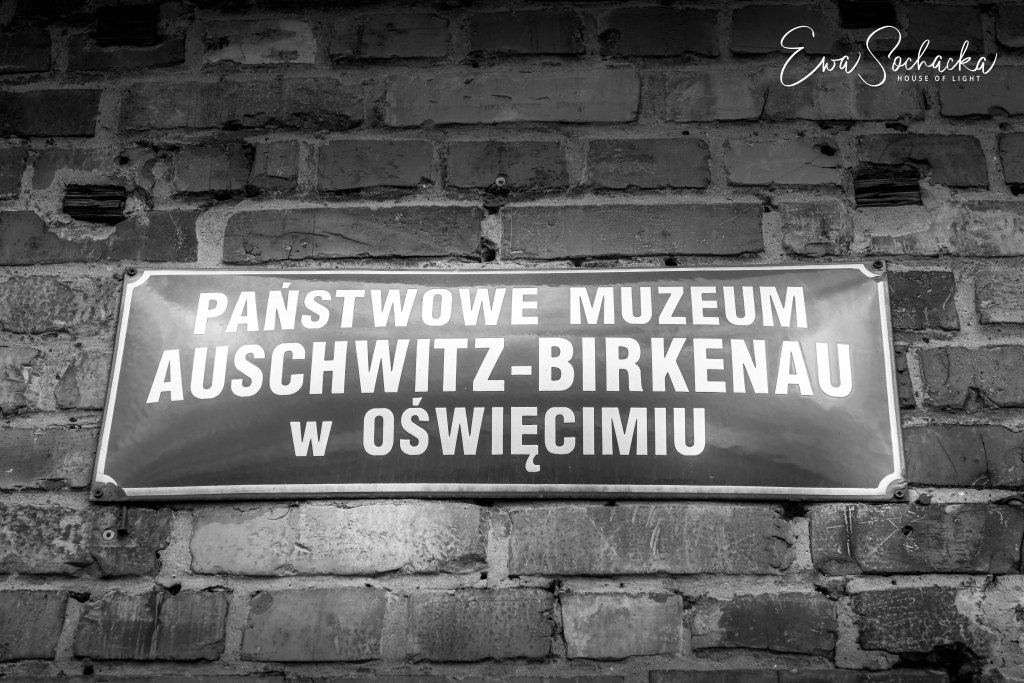 Ewa Sochacka
HOUSE OF LIGHT
PAŃSTWOWE MUZEUM
AUSCHWITZ-BIRKENAU
w OŚWIĘCIMIU